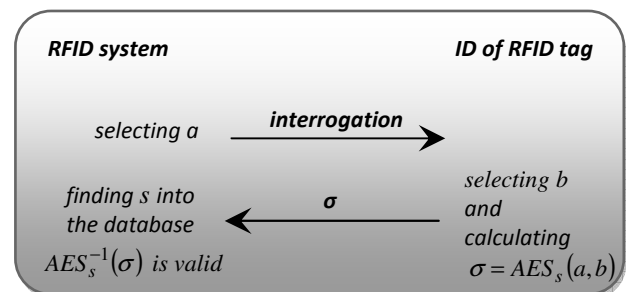 RFID system
ID of RFID tag
selecting a
interrogation
finding s into
the database
AES_s^{-1}(σ) is valid
σ
selecting b
and
calculating
σ = AES_s(a,b)